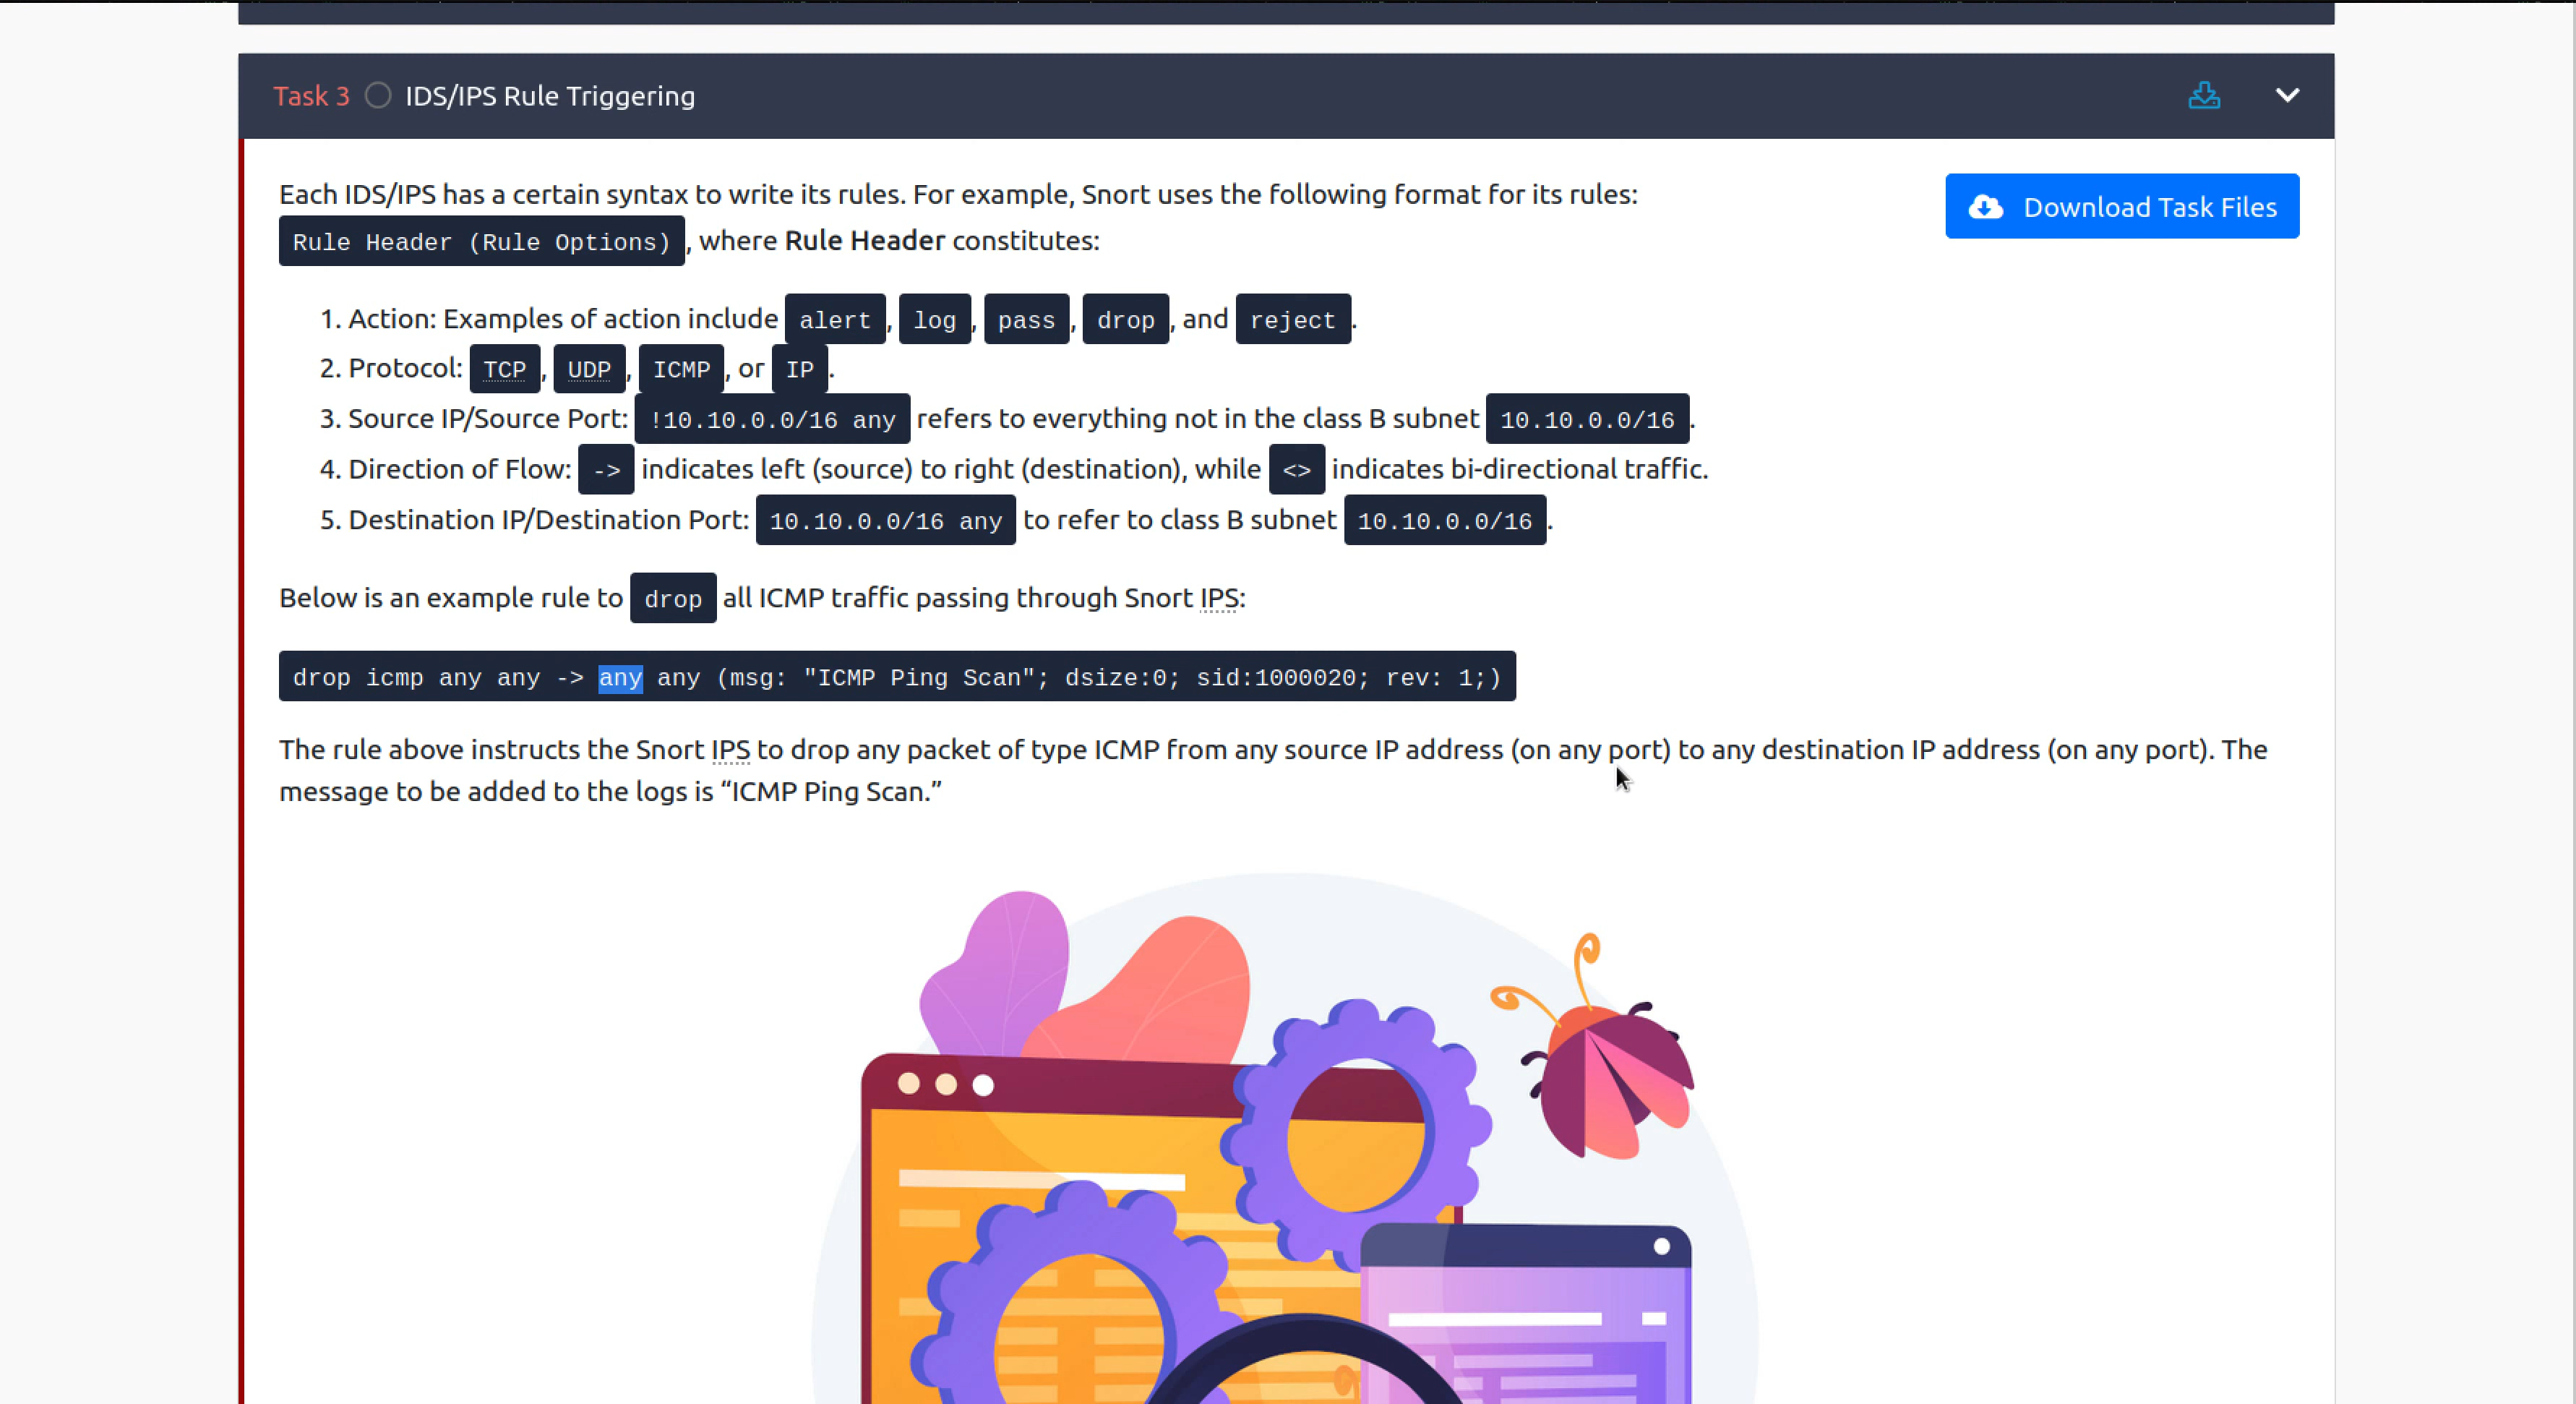 Task 3 IDS/IPS Rule Triggering
Each IDS/IPS has a certain syntax to write its rules. For example, Snort uses the following format for its rules:
Download Task Files
Rule Header (Rule Options), where Rule Header constitutes:
1. Action: Examples of action include alert, log, pass, drop, and reject.
2. Protocol: TCP, UDP, ICMP, or IP.
3. Source IP/Source Port: !10.10.0.0/16 any refers to everything not in the class B subnet 10.10.0.0/16.
4. Direction of Flow: -> indicates left (source) to right (destination), while <> indicates bi-directional traffic.
5. Destination IP/Destination Port: 10.10.0.0/16 any to refer to class B subnet 10.10.0.0/16.
Below is an example rule to drop all ICMP traffic passing through Snort IPS:
drop icmp any any -> any any (msg: "ICMP Ping Scan"; dsize:0; sid:1000020; rev: 1;)
The rule above instructs the Snort IPS to drop any packet of type ICMP from any source IP address (on any port) to any destination IP address (on any port). The
message to be added to the logs is “ICMP Ping Scan.”